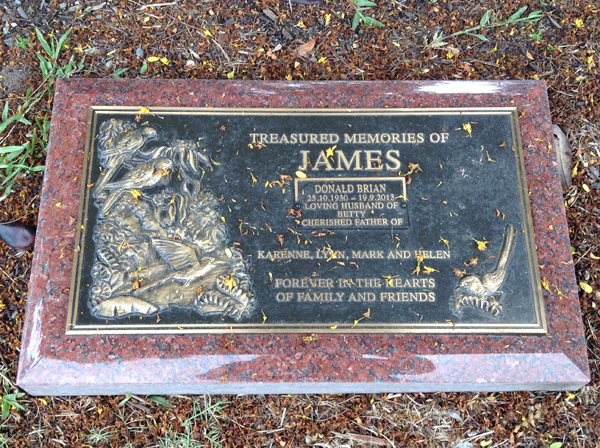 TREASURED MEMORIES OF
JAMES
DONALD BRIAN
25.10.1930 ~ 19.9.2013
LOVING HUSBAND OF
BETTY
CHERISHED FATHER OF
KARENNE, LYNN, MARK AND HELEN
FOREVER IN THE HEARTS
OF FAMILY AND FRIENDS